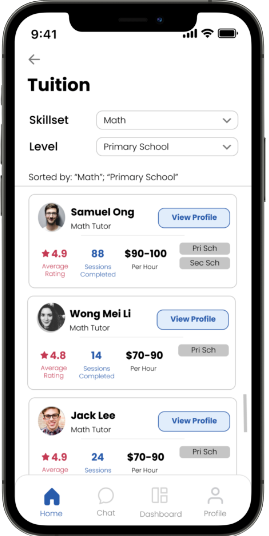 9:41
Tuition
Skillset
Math
Level
Primary School
Sorted by: "Math"; "Primary School"
Samuel Ong
Math Tutor
View Profile
4.9
Average
Rating
88
Sessions
Completed
$90-100
Per Hour
Pri Sch
Sec Sch
Wong Mei Li
Math Tutor
View Profile
4.8
Average
Rating
14
Sessions
Completed
$70-90
Per Hour
Pri Sch
Jack Lee
Math Tutor
View Profile
4.9
Average
24
Sessions
$70-90
Per Hour
Pri Sch
Home
Chat
Dashboard
Profile